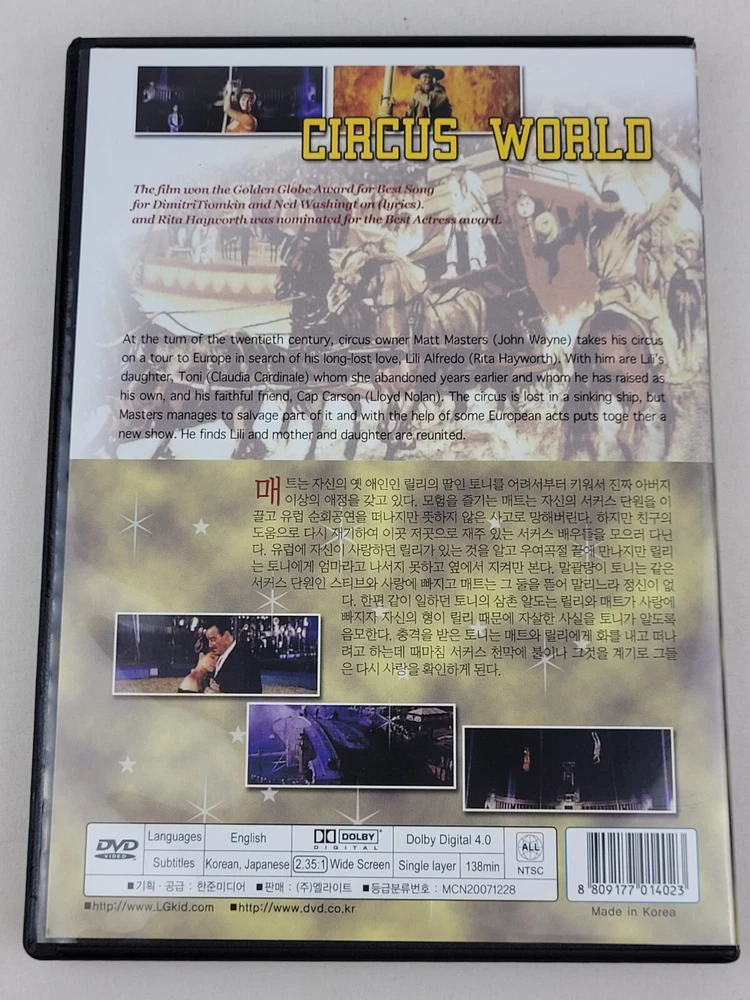 CIRCUS WORLD
The film won the Golden Globe Award for Best Song
for DimitriTiomkin and Ned Washingt on (lyrics).
and Rita Hayworth was nominated for the Best Actress award.
At the turn of the twentieth century, circus owner Matt Masters (John Wayne) takes his circus
on a tour to Europe in search of his long-lost love, Lili Alfredo (Rita Hayworth). With him are Lili's
daughter, Toni (Claudia Cardinale) whom she abandoned years earlier and whom he has raised as
his own, and his faithful friend, Cap Carson (Lloyd Nolan). The circus is lost in a sinking ship, but
Masters manages to salvage part of it and with the help of some European acts puts toge ther a
new show. He finds Lili and mother and daughter are reunited.
매트는 자신의 옛 애인인 릴리의 딸인 토니를 어려서부터 키워서 진짜 아버지
이상의 애정을 갖고 있다. 모험을 즐기는 매트는 자신의 서커스 단원을 이
끌고 유럽 순회공연을 떠나지만 뜻하지 않은 사고로 망해버린다. 하지만 친구의
도움으로 다시 재기하여 이곳 저곳으로 재주 있는 서커스 배우들을 모으러 다닌
다. 유럽에 자신이 사랑하던 릴리가 있는 것을 알고 우여곡절 끝에 만나지만 릴리
는 토니에게 엄마라고 나서지 못하고 옆에서 지켜만 본다. 말괄량이 토니는 같은
서커스 단원인 스티브와 사랑에 빠지고 매트는 그 둘을 뜯어 말리느라 정신이 없
다. 한편 같이 일하던 토니의 삼촌 알도는 릴리와 매트가 사랑에
빠지자 자신의 형이 릴리 때문에 자살한 사실을 토니가 알도록
음모한다. 충격을 받은 토니는 매트와 릴리에게 화를 내고 떠나
려고 하는데 때마침 서커스 천막에 불이나 그것을 계기로 그들
은 다시 사랑을 확인하게 된다.
DVD VIDEO Languages English DOLBY DIGITAL Dolby Digital 4.0 ALL
Subtitles Korean, Japanese 2.35:1 Wide Screen Single layer 138min NTSC
■기획 · 공급 : 한준미디어 ■판매 : (주)엘라이트 ■등급분류번호 : MCN20071228
8 809177 014023
■http://www.LGkid.com ■http://www.dvd.co.kr
Made in Korea